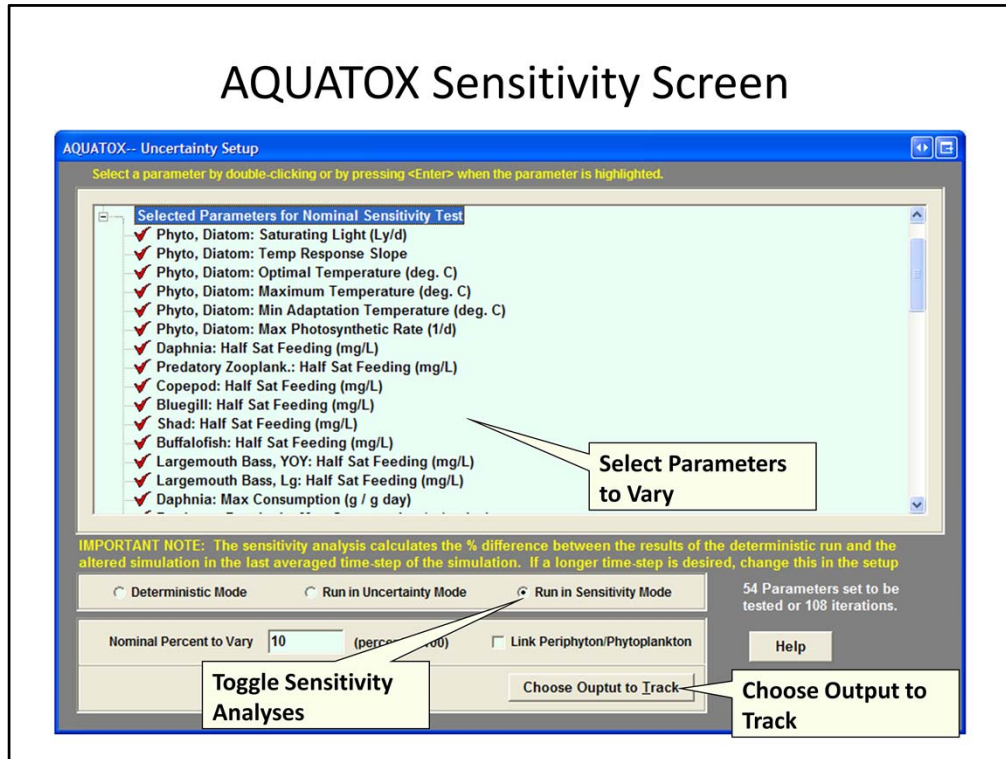 AQUATOX Sensitivity Screen
AQUATOX-- Uncertainty Setup
Select a parameter by double-clicking or by pressing <Enter> when the parameter is highlighted.
Selected Parameters for Nominal Sensitivity Test
Phyto, Diatom: Saturating Light (Ly/d)
Phyto, Diatom: Temp Response Slope
Phyto, Diatom: Optimal Temperature (deg. C)
Phyto, Diatom: Maximum Temperature (deg. C)
Phyto, Diatom: Min Adaptation Temperature (deg. C)
Phyto, Diatom: Max Photosynthetic Rate (1/d)
Daphnia: Half Sat Feeding (mg/L)
Predatory Zooplank.: Half Sat Feeding (mg/L)
Copepod: Half Sat Feeding (mg/L)
Bluegill: Half Sat Feeding (mg/L)
Shad: Half Sat Feeding (mg/L)
Buffalofish: Half Sat Feeding (mg/L)
Largemouth Bass, YOY: Half Sat Feeding (mg/L)
Largemouth Bass, Lg: Half Sat Feeding (mg/L)
Daphnia: Max Consumption (g / g day)
Select Parameters
to Vary
IMPORTANT NOTE: The sensitivity analysis calculates the % difference between the results of the deterministic run and the
altered simulation in the last averaged time-step of the simulation. If a longer time-step is desired, change this in the setup
Deterministic Mode
Run in Uncertainty Mode
Run in Sensitivity Mode
54 Parameters set to be
tested or 108 iterations.
Nominal Percent to Vary
10
Link Periphyton/Phytoplankton
Help
Toggle Sensitivity
Analyses
Choose Ouptut to Track
Choose Output to
Track